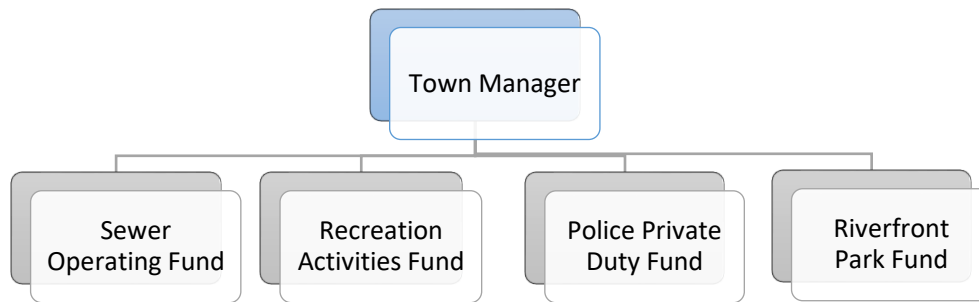 Town Manager
Sewer
Operating Fund
Recreation
Activities Fund
Police Private
Duty Fund
Riverfront
Park Fund